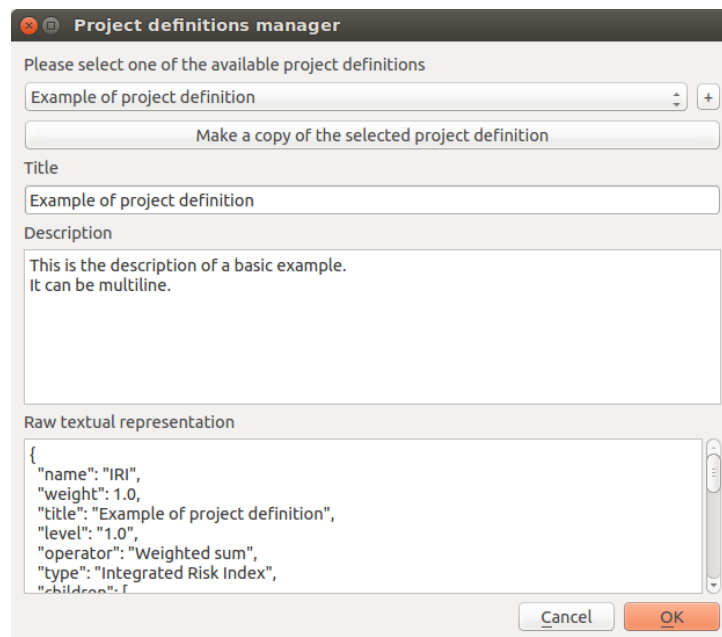 Project definitions manager
Please select one of the available project definitions
Example of project definition
+
Make a copy of the selected project definition
Title
Example of project definition
Description
This is the description of a basic example.
It can be multiline.
Raw textual representation
{
"name": "IRI",
"weight": 1.0,
"title": "Example of project definition",
"level": "1.0",
"operator": "Weighted sum",
"type": "Integrated Risk Index",
"children": [
Cancel
OK